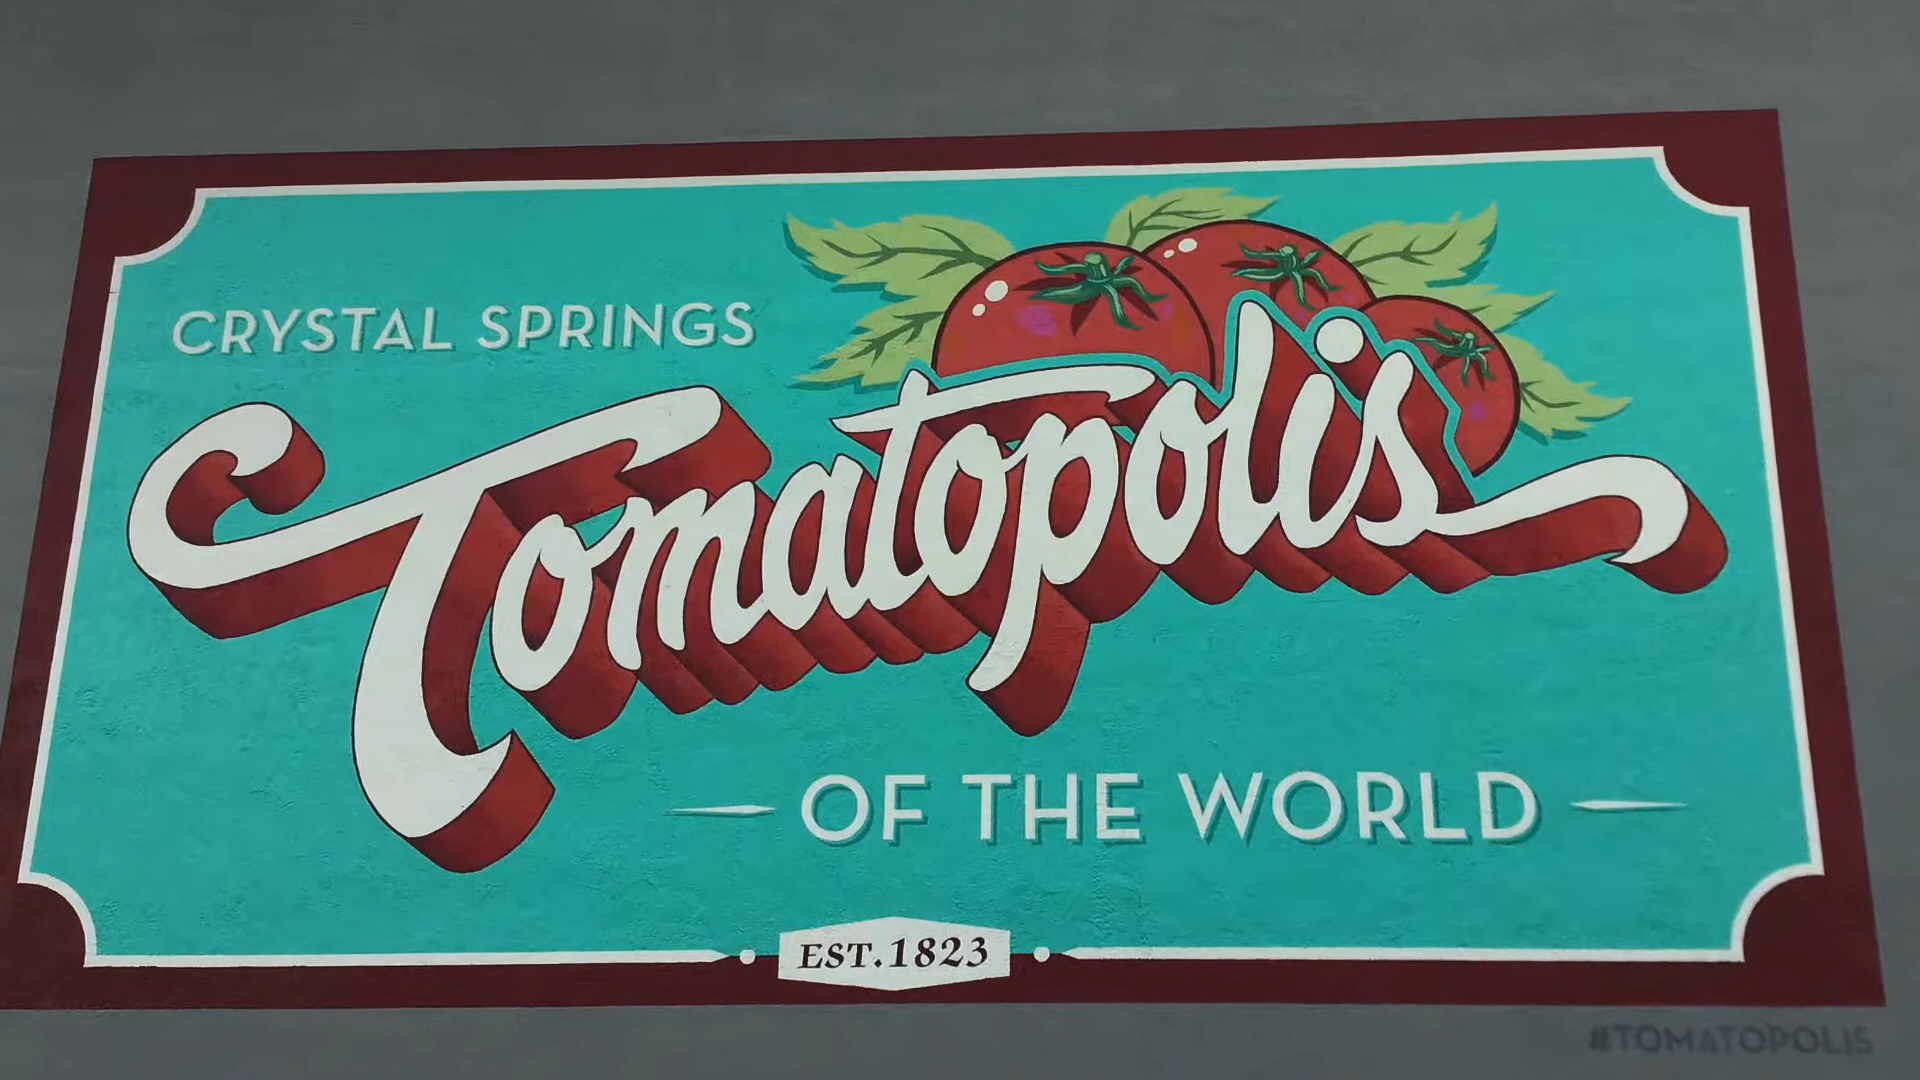 CRYSTAL SPRINGS
Tomatopolis
OF THE WORLD
EST. 1823
#TOMATOPOLIS